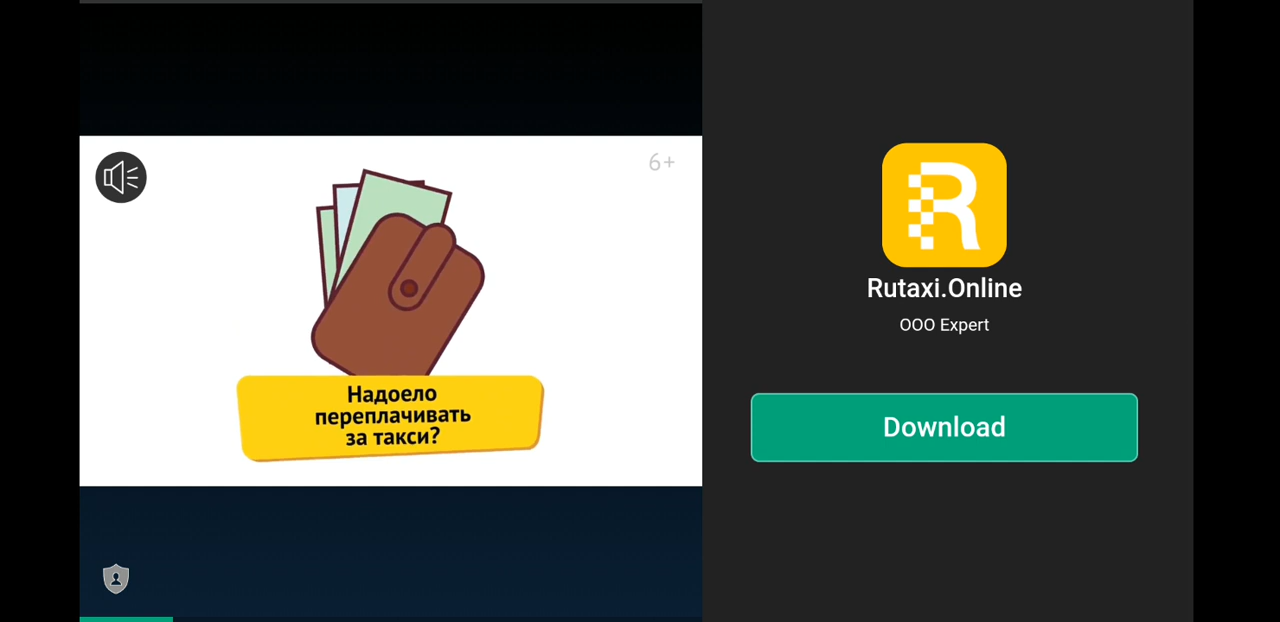 6+
Надоело
переплачивать
за такси?
R
Rutaxi.Online
OOO Expert
Download